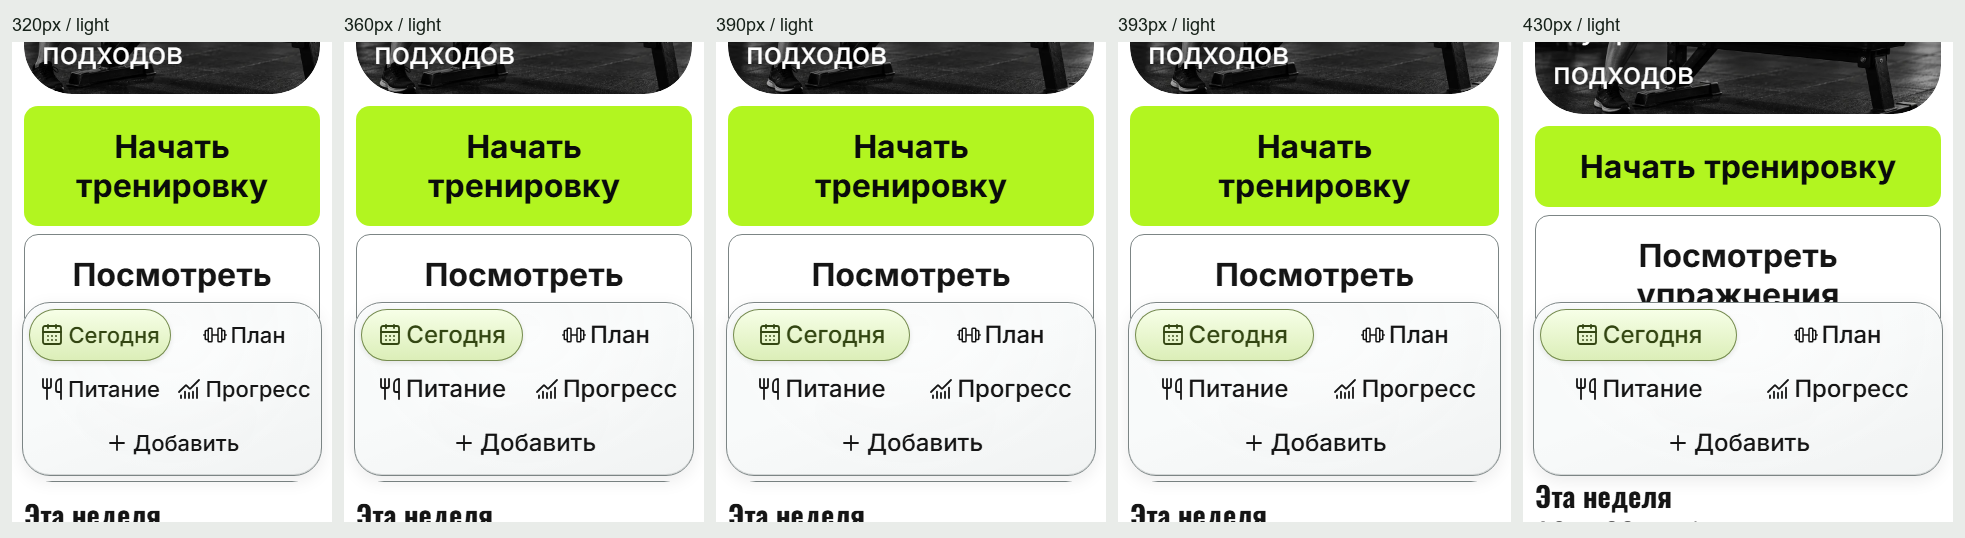 320px / light
подходов
Начать
тренировку
Посмотреть
Сегодня
План
Питание
Прогресс
+ Добавить
Эта неделя
360px / light
подходов
Начать
тренировку
Посмотреть
Сегодня
План
Питание
Прогресс
+ Добавить
Эта неделя
390px / light
подходов
Начать
тренировку
Посмотреть
Сегодня
План
Питание
Прогресс
+ Добавить
Эта неделя
393px / light
подходов
Начать
тренировку
Посмотреть
Сегодня
План
Питание
Прогресс
+ Добавить
Эта неделя
430px / light
подходов
Начать тренировку
Посмотреть
упражнения
Сегодня
План
Питание
Прогресс
+ Добавить
Эта неделя